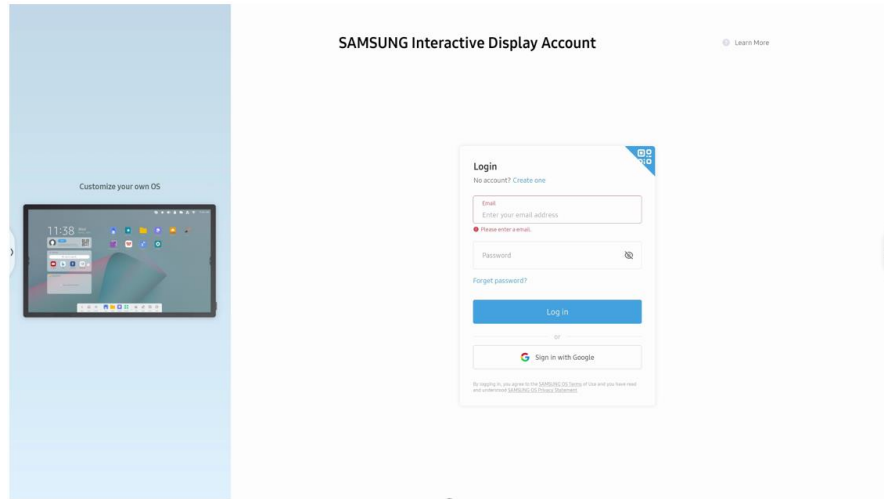 SAMSUNG Interactive Display Account
Learn More
Customize your own OS
11:38
Login
No account? Create one
Email
Enter your email address
Please enter a email.
Password
Forget password?
Log in
or
Sign in with Google
By logging in, you agree to the SAMSUNG OS Terms of Use and you have read
and understood SAMSUNG OS Privacy Statement